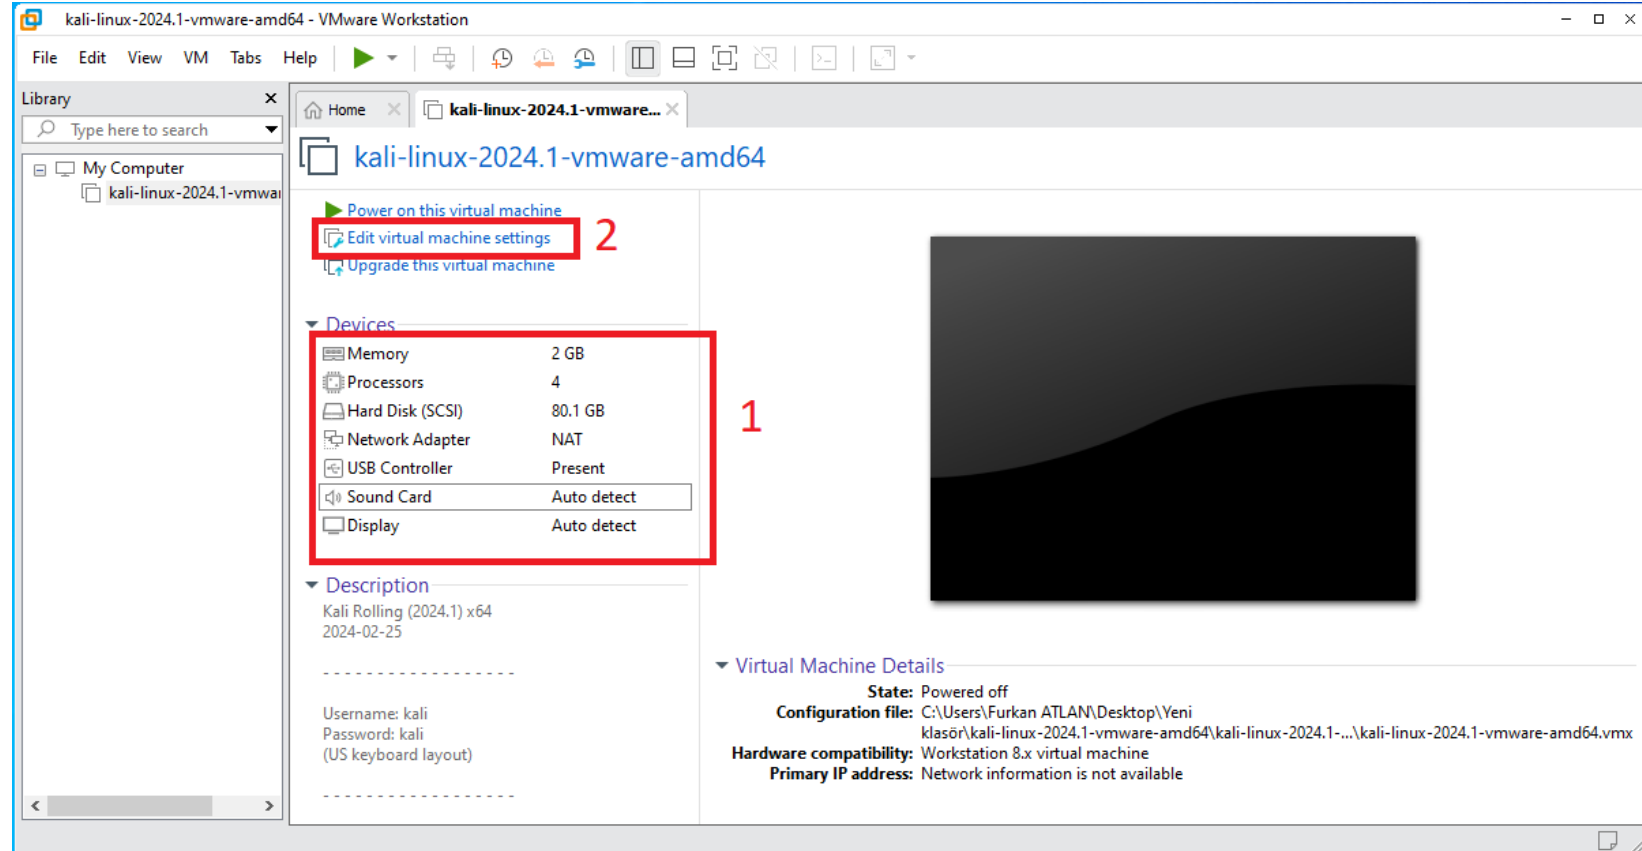 kali-linux-2024.1-vmware-amd64 - VMware Workstation
File Edit View VM Tabs Help
Library
Type here to search
My Computer
kali-linux-2024.1-vmwar
Home
kali-linux-2024.1-vmware...
kali-linux-2024.1-vmware-amd64
Power on this virtual machine
Edit virtual machine settings
2
Upgrade this virtual machine
Devices
Memory 2 GB
Processors 4
Hard Disk (SCSI) 80.1 GB
Network Adapter NAT
USB Controller Present
Sound Card Auto detect
Display Auto detect
1
Description
Kali Rolling (2024.1) x64
2024-02-25
- - - - - - - - - - - - - - - - - -
Username: kali
Password: kali
(US keyboard layout)
- - - - - - - - - - - - - - - - - -
Virtual Machine Details
State: Powered off
Configuration file: C:\Users\Furkan ATLAN\Desktop\Yeni
klasör\kali-linux-2024.1-vmware-amd64\kali-linux-2024.1-...\kali-linux-2024.1-vmware-amd64.vmx
Hardware compatibility: Workstation 8.x virtual machine
Primary IP address: Network information is not available